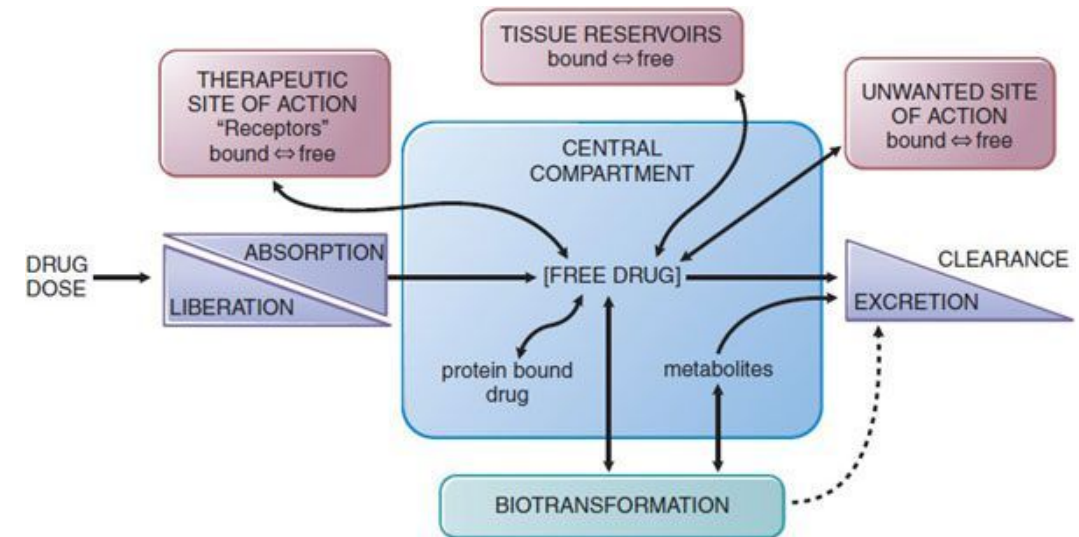 TISSUE RESERVOIRS
bound ⇔ free
THERAPEUTIC
SITE OF ACTION
"Receptors"
bound ⇔ free
UNWANTED SITE
OF ACTION
bound ⇔ free
CENTRAL
COMPARTMENT
DRUG
DOSE
ABSORPTION
LIBERATION
[FREE DRUG]
CLEARANCE
EXCRETION
protein bound
drug
metabolites
BIOTRANSFORMATION